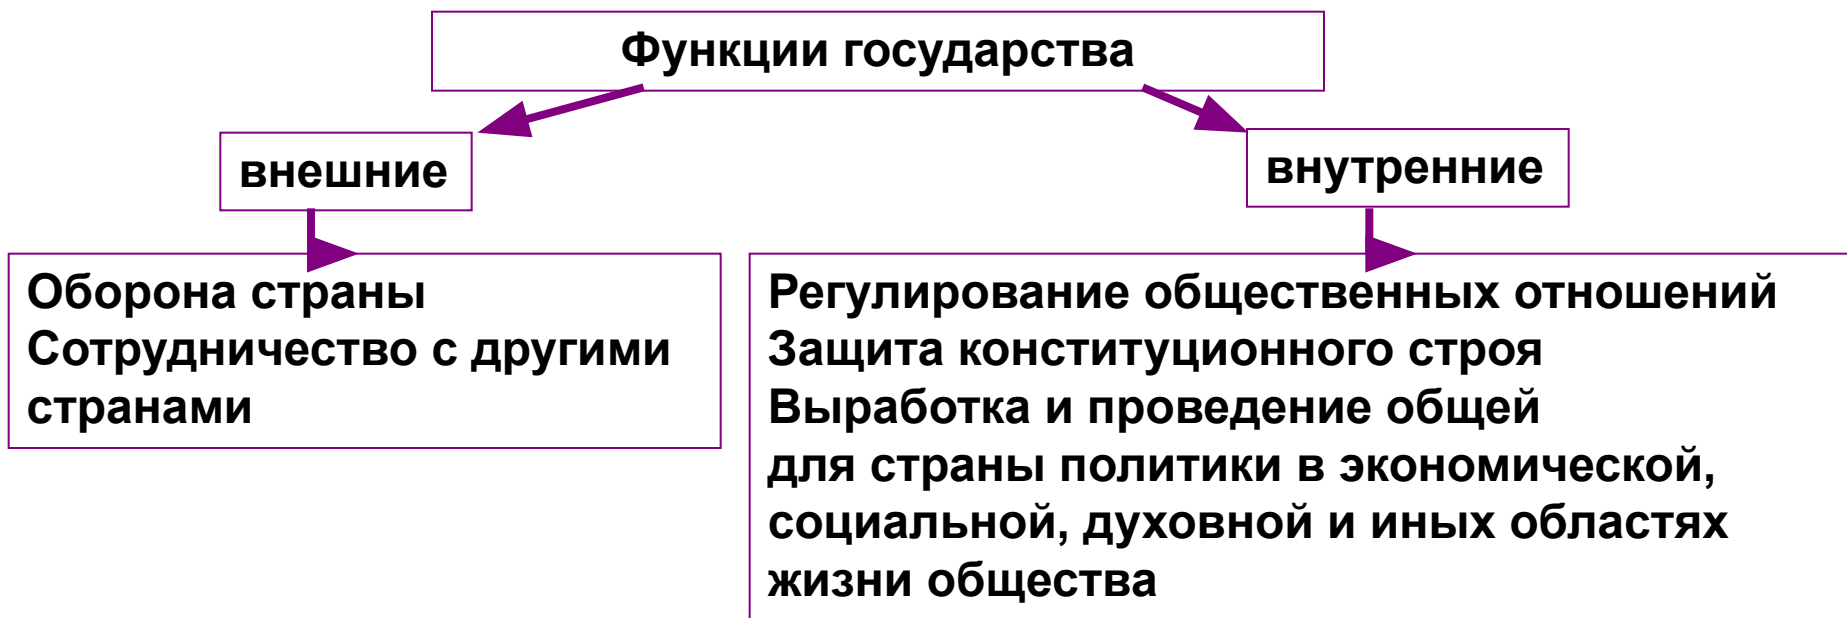 Функции государства
внешние
внутренние
Оборона страны
Сотрудничество с другими
странами
Регулирование общественных отношений
Защита конституционного строя
Выработка и проведение общей
для страны политики в экономической,
социальной, духовной и иных областях
жизни общества